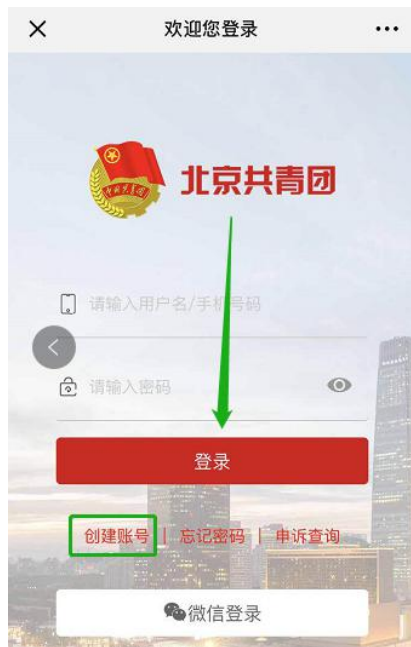 欢迎您登录
北京共青团
请输入用户名/手机号码
请输入密码
登录
创建账号 | 忘记密码 | 申诉查询
微信登录